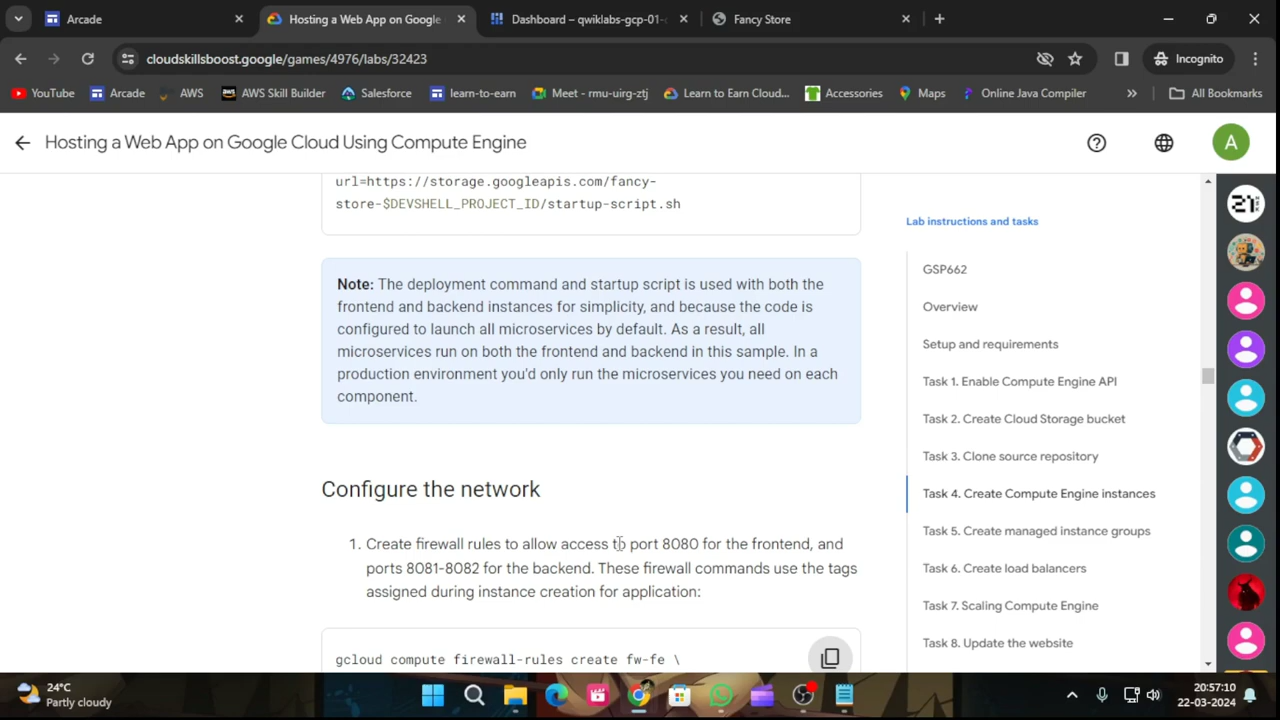 Arcade
Hosting a Web App on Google
Dashboard – qwiklabs-gcp-01-
Fancy Store
cloudskillsboost.google/games/4976/labs/32423
Incognito
YouTube
Arcade
AWS
AWS Skill Builder
Salesforce
learn-to-earn
Meet - rmu-uirg-ztj
Learn to Earn Cloud...
Accessories
Maps
Online Java Compiler
All Bookmarks
Hosting a Web App on Google Cloud Using Compute Engine
A
url=https://storage.googleapis.com/fancy-
store-$DEVSHELL_PROJECT_ID/startup-script.sh
Note: The deployment command and startup script is used with both the
frontend and backend instances for simplicity, and because the code is
configured to launch all microservices by default. As a result, all
microservices run on both the frontend and backend in this sample. In a
production environment you'd only run the microservices you need on each
component.
Configure the network
1. Create firewall rules to allow access to port 8080 for the frontend, and
ports 8081-8082 for the backend. These firewall commands use the tags
assigned during instance creation for application:
gcloud compute firewall-rules create fw-fe \
Lab instructions and tasks
GSP662
Overview
Setup and requirements
Task 1. Enable Compute Engine API
Task 2. Create Cloud Storage bucket
Task 3. Clone source repository
Task 4. Create Compute Engine instances
Task 5. Create managed instance groups
Task 6. Create load balancers
Task 7. Scaling Compute Engine
Task 8. Update the website
24°C
Partly cloudy
20:57:10
22-03-2024